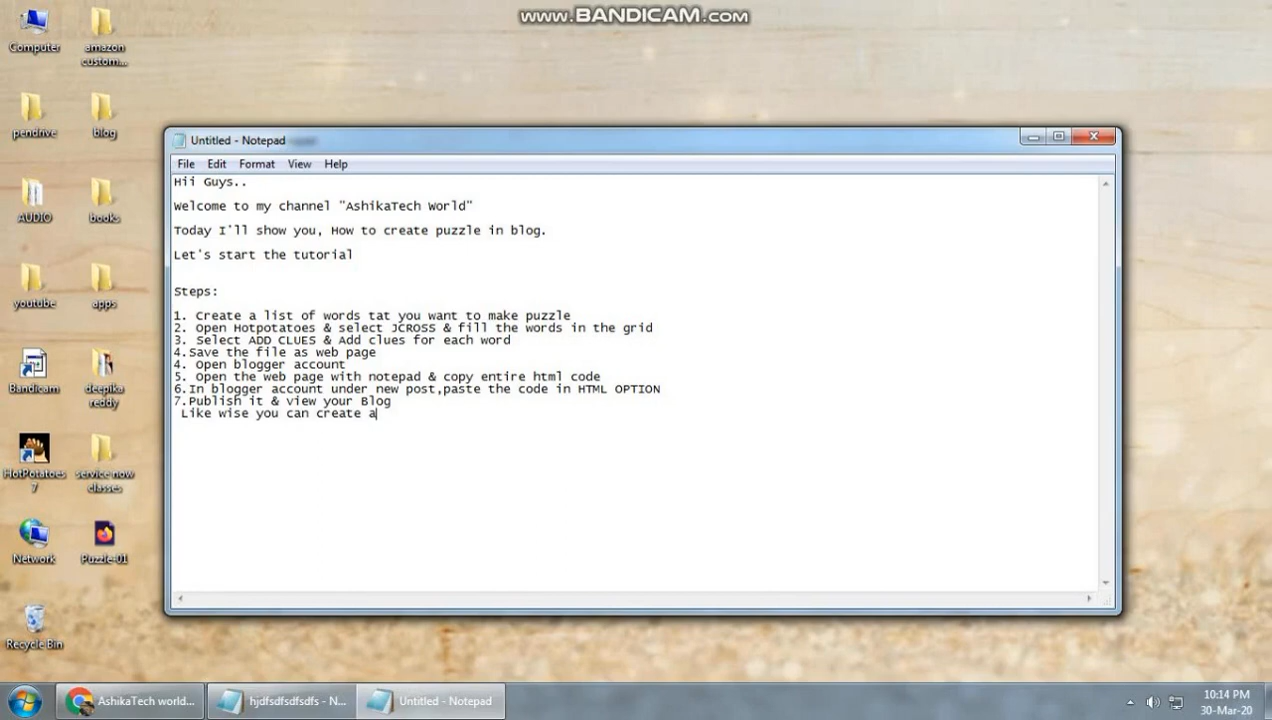 www.BANDICAM.com
Computer
amazon
custom...
pendrive
blog
AUDIO
books
youtube
apps
Bandicam
deepika
reddy
HotPotatoes
7
service now
classes
Network
Puzzle-01
Recycle Bin
Untitled - Notepad
File Edit Format View Help
Hii Guys..
Welcome to my channel "AshikaTech World"
Today I'll show you, How to create puzzle in blog.
Let's start the tutorial
Steps:
1. Create a list of words tat you want to make puzzle
2. Open Hotpotatoes & select JCROSS & fill the words in the grid
3. Select ADD CLUES & Add clues for each word
4.Save the file as web page
4. Open blogger account
5. Open the web page with notepad & copy entire html code
6.In blogger account under new post,paste the code in HTML OPTION
7.Publish it & view your Blog
Like wise you can create a
AshikaTech world...
hjdfsdfsdfsdfs - N...
Untitled - Notepad
10:14 PM
30-Mar-20